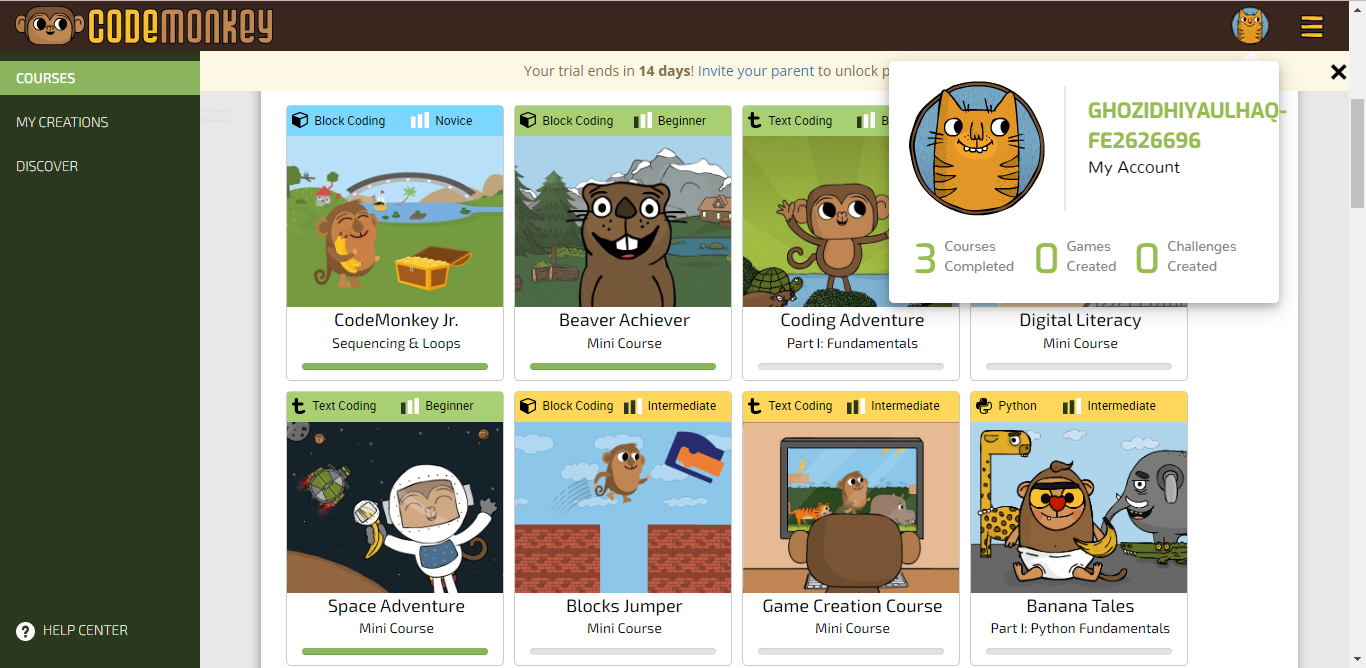 CODEMONKEY
COURSES
MY CREATIONS
DISCOVER
HELP CENTER
Your trial ends in 14 days! Invite your parent to unlock
GHOZIDHIYAULHAQ-
FE2626696
My Account
3 Courses Completed
0 Games Created
0 Challenges Created
Block Coding Novice
CodeMonkey Jr.
Sequencing & Loops
Block Coding Beginner
Beaver Achiever
Mini Course
Text Coding
Coding Adventure
Part I: Fundamentals
Digital Literacy
Mini Course
Text Coding Beginner
Space Adventure
Mini Course
Block Coding Intermediate
Blocks Jumper
Mini Course
Text Coding Intermediate
Game Creation Course
Mini Course
Python Intermediate
Banana Tales
Part I: Python Fundamentals